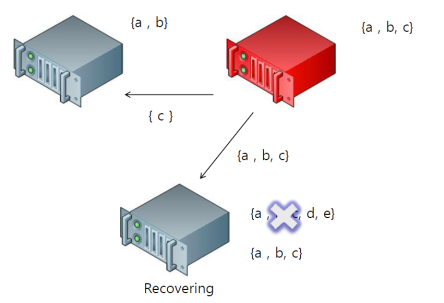 {a , b}
{a , b, c}
{ c }
{a , b, c}
{a , c, d, e}
{a , b, c}
Recovering